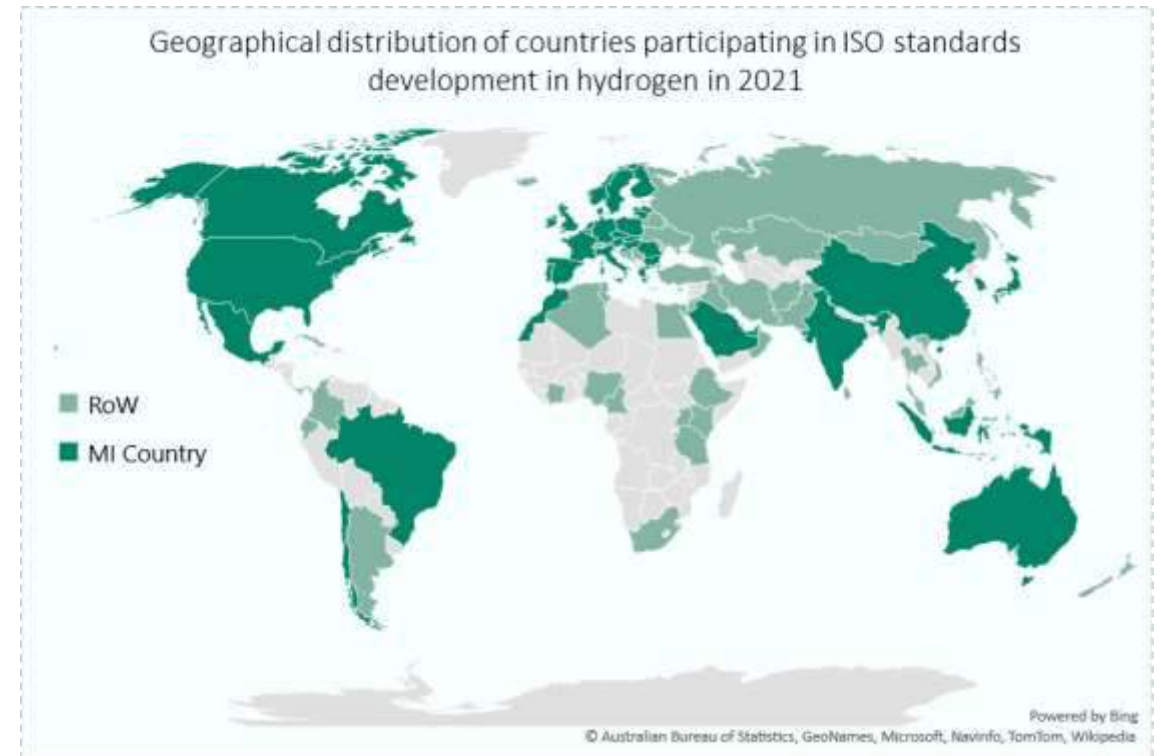 Geographical distribution of countries participating in ISO standards
development in hydrogen in 2021
RoW
MI Country
Powered by Bing
© Australian Bureau of Statistics, GeoNames, Microsoft, Navinfo, TomTom, Wikipedia